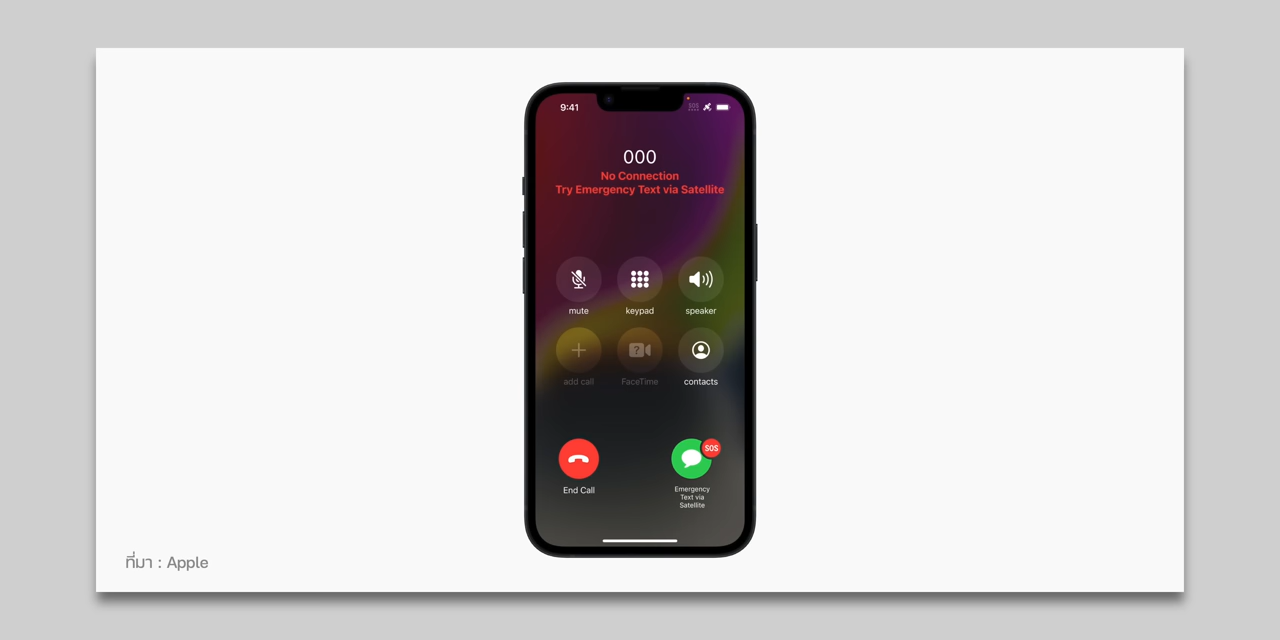 9:41
SOS
000
No Connection
Try Emergency Text via Satellite
mute
keypad
speaker
add call
FaceTime
contacts
SOS
End Call
Emergency
Text via
Satellite
ที่มา : Apple